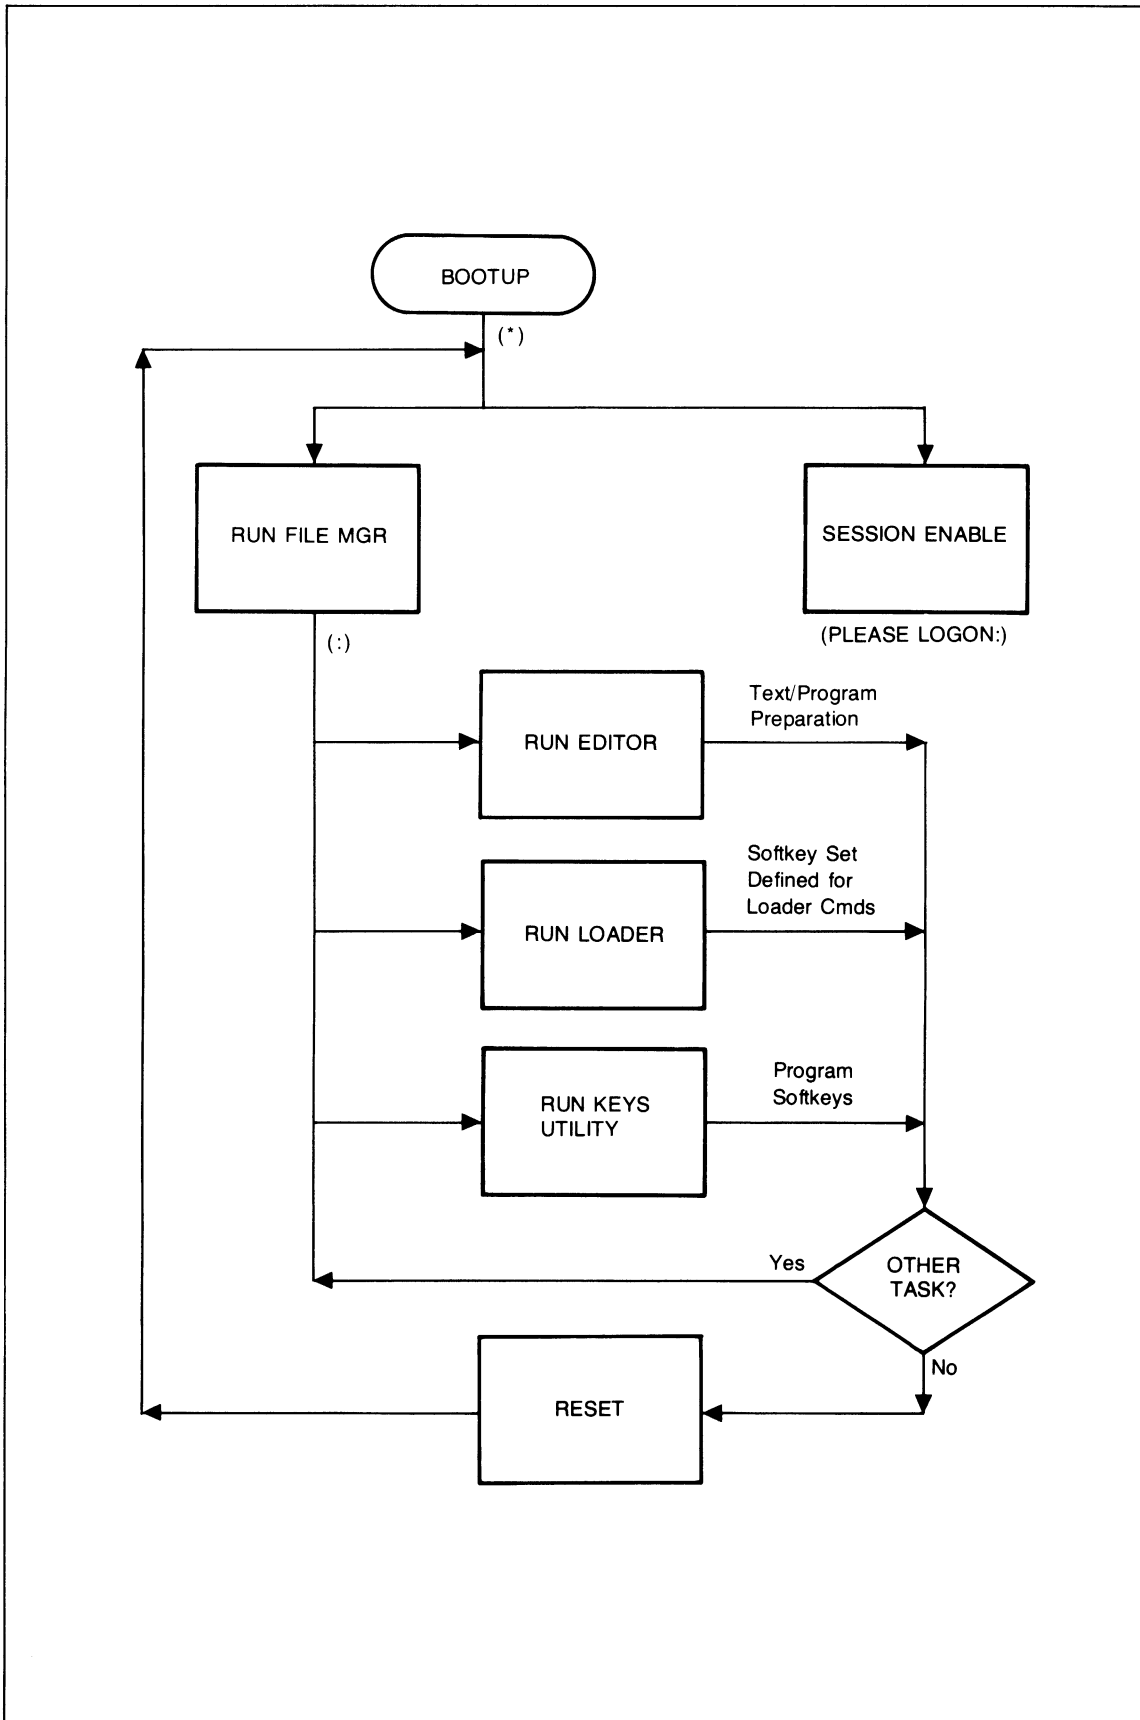 BOOTUP
(*)
RUN FILE MGR
SESSION ENABLE
(:)
(PLEASE LOGON:)
RUN EDITOR
Text/Program
Preparation
RUN LOADER
Softkey Set
Defined for
Loader Cmds
RUN KEYS
UTILITY
Program
Softkeys
Yes
OTHER
TASK?
No
RESET